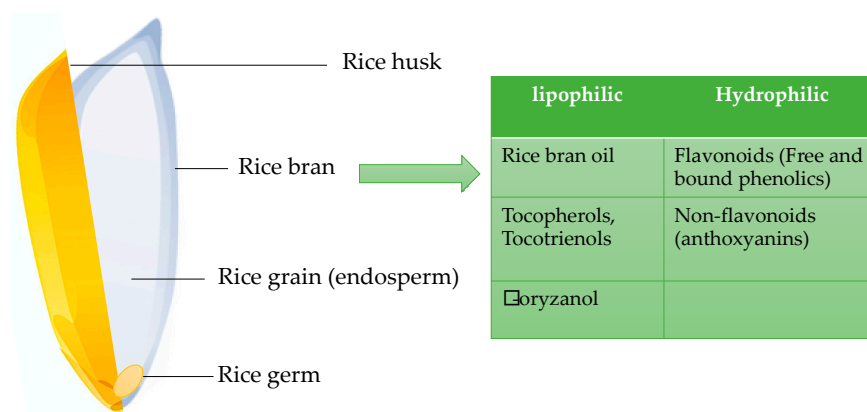 Rice husk
Rice bran
Rice grain (endosperm)
Rice germ
lipophilic Hydrophilic
Rice bran oil Flavonoids (Free and
bound phenolics)
Tocopherols, Non-flavonoids
Tocotrienols (anthoxyanins)
oryzanol